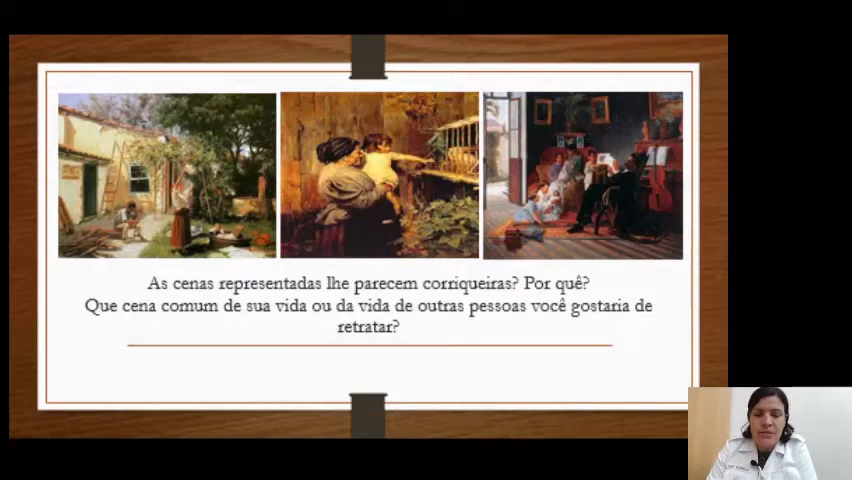 As cenas representadas lhe parecem corriqueiras? Por quê?
Que cena comum de sua vida ou da vida de outras pessoas você gostaria de
retratar?